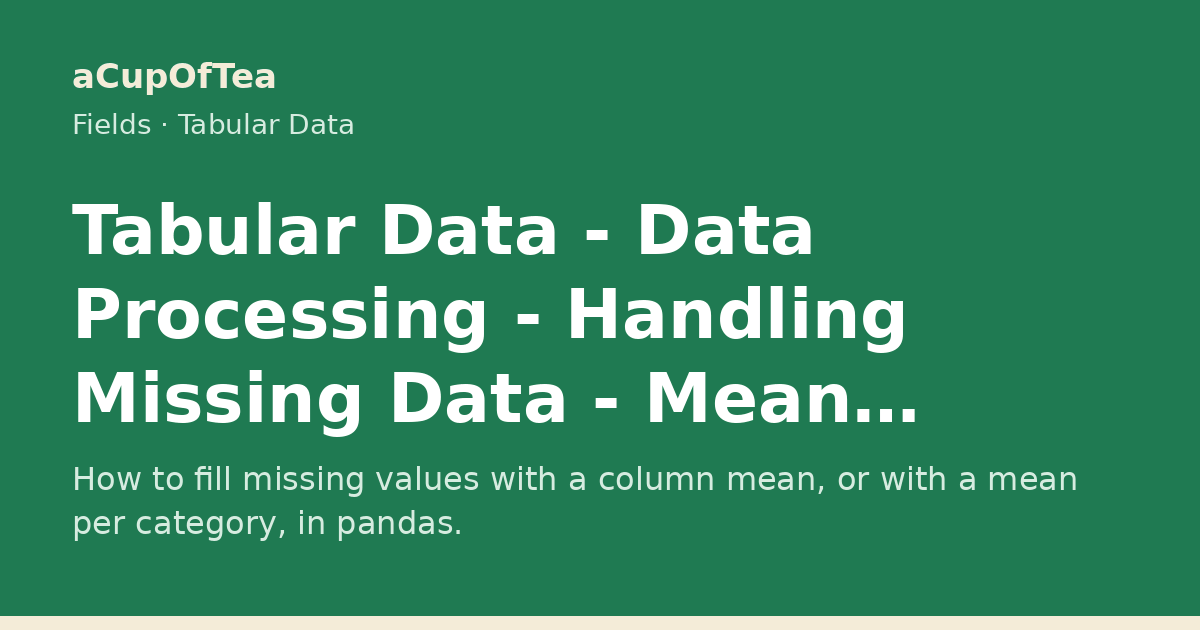 aCupOfTea
Fields · Tabular Data
Tabular Data - Data
Processing - Handling
Missing Data - Mean…
How to fill missing values with a column mean, or with a mean
per category, in pandas.